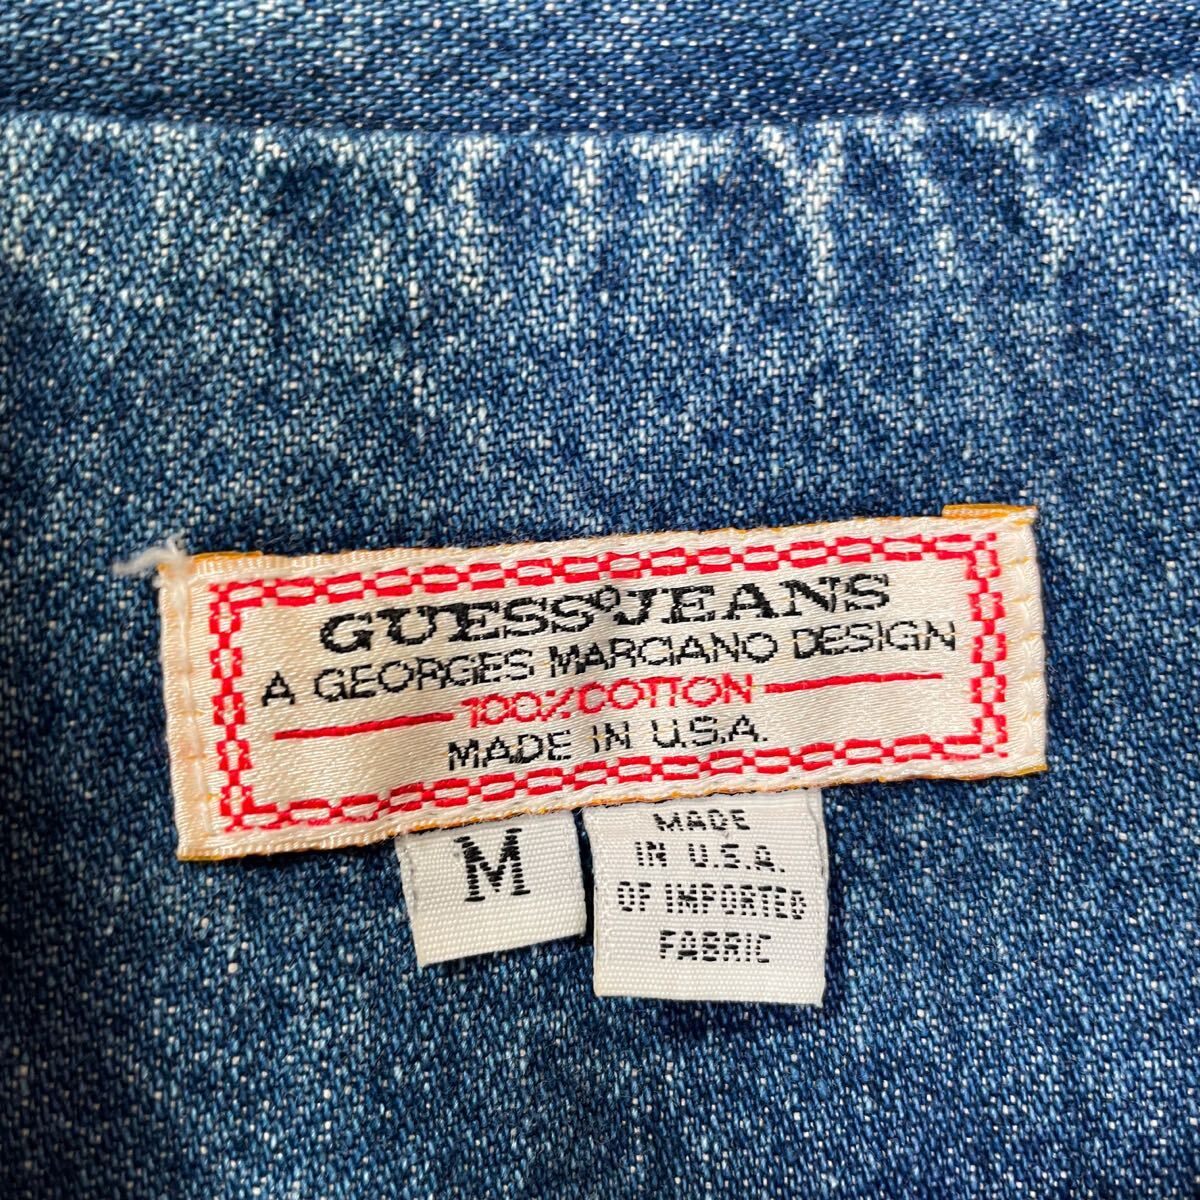 GUESS°JEANS
A GEORGES MARCIANO DESIGN
100%COTTON
MADE IN U.S.A.
M
MADE
IN U.S.A.
OF IMPORTED
FABRIC